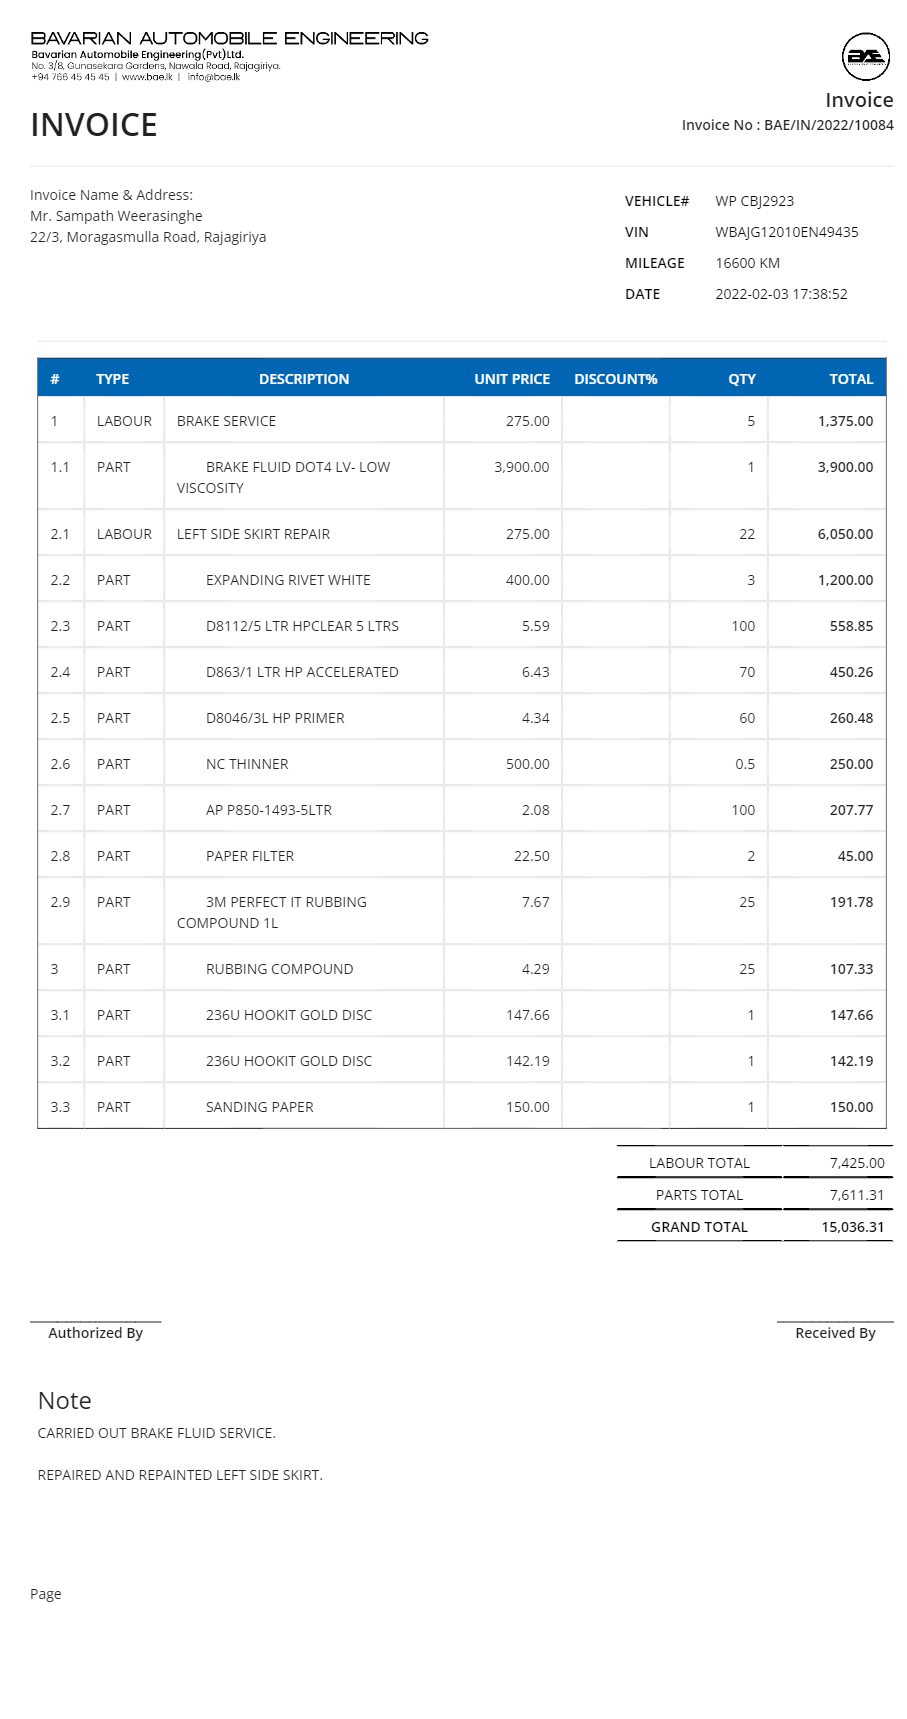 BAVARIAN AUTOMOBILE ENGINEERING
Bavarian Automobile Engineering(Pvt)Ltd.
No. 3/8, Gunasekara Gardens, Nawala Road, Rajagiriya.
+94 766 45 45 45 | www.bae.lk | info@bae.lk
BAE
Invoice
INVOICE
Invoice No : BAE/IN/2022/10084
Invoice Name & Address:
Mr. Sampath Weerasinghe
22/3, Moragasmulla Road, Rajagiriya
VEHICLE# WP CBJ2923
VIN WBAJG12010EN49435
MILEAGE 16600 KM
DATE 2022-02-03 17:38:52
# TYPE DESCRIPTION UNIT PRICE DISCOUNT% QTY TOTAL
1 LABOUR BRAKE SERVICE 275.00 5 1,375.00
1.1 PART BRAKE FLUID DOT4 LV- LOW 3,900.00 1 3,900.00
VISCOSITY
2.1 LABOUR LEFT SIDE SKIRT REPAIR 275.00 22 6,050.00
2.2 PART EXPANDING RIVET WHITE 400.00 3 1,200.00
2.3 PART D8112/5 LTR HPCLEAR 5 LTRS 5.59 100 558.85
2.4 PART D863/1 LTR HP ACCELERATED 6.43 70 450.26
2.5 PART D8046/3L HP PRIMER 4.34 60 260.48
2.6 PART NC THINNER 500.00 0.5 250.00
2.7 PART AP P850-1493-5LTR 2.08 100 207.77
2.8 PART PAPER FILTER 22.50 2 45.00
2.9 PART 3M PERFECT IT RUBBING 7.67 25 191.78
COMPOUND 1L
3 PART RUBBING COMPOUND 4.29 25 107.33
3.1 PART 236U HOOKIT GOLD DISC 147.66 1 147.66
3.2 PART 236U HOOKIT GOLD DISC 142.19 1 142.19
3.3 PART SANDING PAPER 150.00 1 150.00
LABOUR TOTAL 7,425.00
PARTS TOTAL 7,611.31
GRAND TOTAL 15,036.31
Authorized By Received By
Note
CARRIED OUT BRAKE FLUID SERVICE.
REPAIRED AND REPAINTED LEFT SIDE SKIRT.
Page